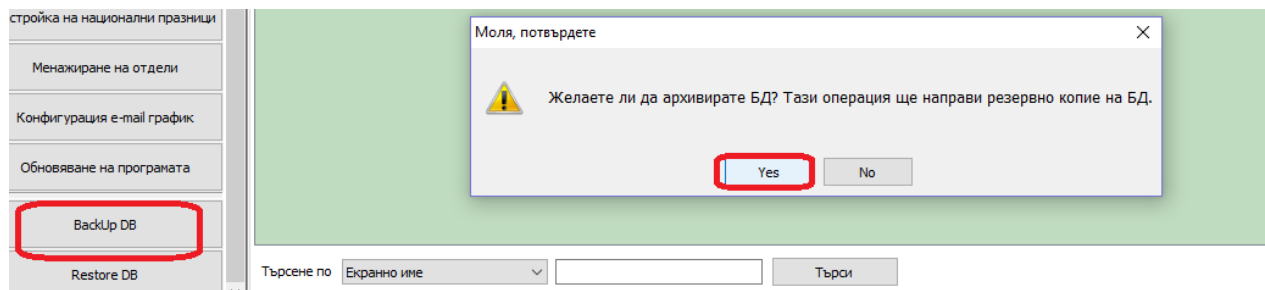 стройка на национални празници
Менажиране на отдели
Конфигурация e-mail график
Обновяване на програмата
BackUp DB
Restore DB
Моля, потвърдете
Желаете ли да архивирате БД? Тази операция ще направи резервно копие на БД.
Yes
No
Търсене по
Екранно име
Търси